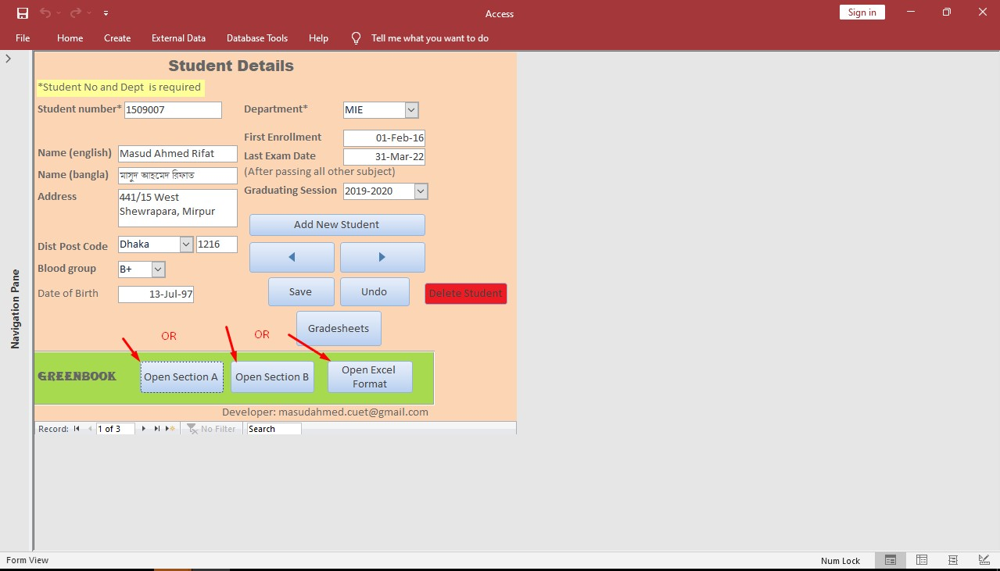 Access
Sign in
File Home Create External Data Database Tools Help Tell me what you want to do
Student Details
*Student No and Dept is required
Student number* 1509007 Department* MIE
First Enrollment 01-Feb-16
Name (english) Masud Ahmed Rifat Last Exam Date 31-Mar-22
(After passing all other subject)
Name (bangla) মাসুদ আহমেদ রিফাত
Graduating Session 2019-2020
Address 441/15 West
Shewrapara, Mirpur
Add New Student
Dist Post Code Dhaka 1216
Blood group B+
Save Undo Delete Student
Date of Birth 13-Jul-97
Gradesheets
OR OR
GREENBOOK Open Section A Open Section B Open Excel
Format
Developer: masudahmed.cuet@gmail.com
Record: 1 of 3 No Filter Search
Navigation Pane
Form View Num Lock